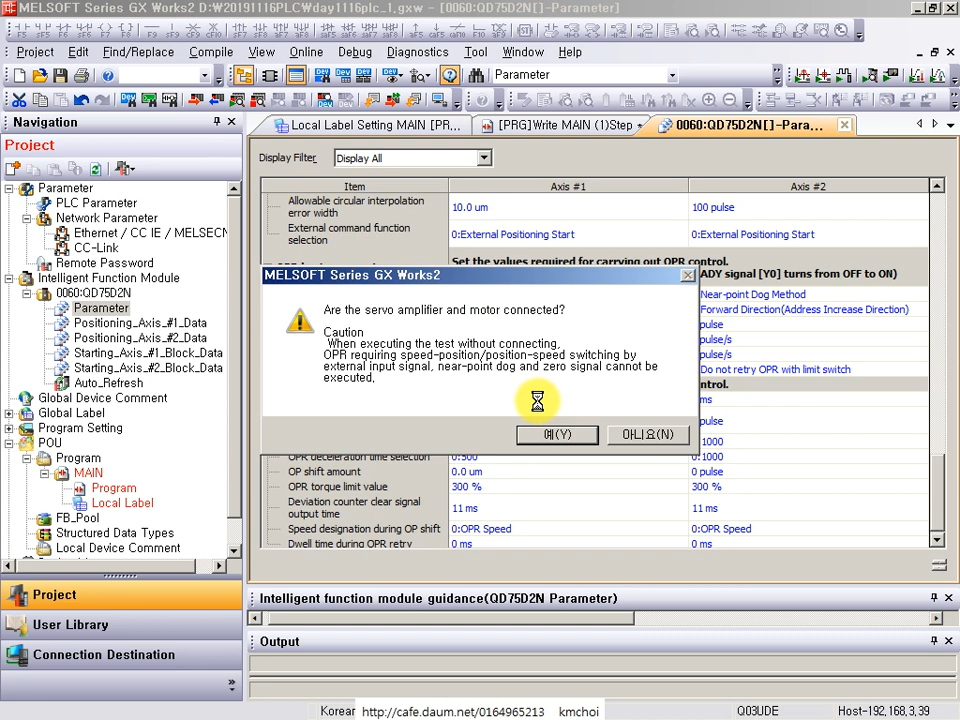 MELSOFT Series GX Works2 D:₩20191116PLC₩day1116plc_1.gxw - [0060:QD75D2N[]-Parameter]
Project Edit Find/Replace Compile View Online Debug Diagnostics Tool Window Help
Parameter
Navigation
Local Label Setting MAIN [PR...
[PRG]Write MAIN (1)Step
0060:QD75D2N[]-Para...
Project
Display Filter
Display All
Parameter
PLC Parameter
Network Parameter
Ethernet / CC IE / MELSECN
CC-Link
Remote Password
Intelligent Function Module
0060:QD75D2N
Parameter
Positioning_Axis_#1_Data
Positioning_Axis_#2_Data
Starting_Axis_#1_Block_Data
Starting_Axis_#2_Block_Data
Auto_Refresh
Global Device Comment
Global Label
Program Setting
POU
Program
MAIN
Program
Local Label
FB_Pool
Structured Data Types
Local Device Comment
Item Axis #1 Axis #2
Allowable circular interpolation error width 10.0 um 100 pulse
External command function selection 0:External Positioning Start 0:External Positioning Start
Set the values required for carrying out OPR control.
ADY signal [Y0] turns from OFF to ON)
Near-point Dog Method
Forward Direction(Address Increase Direction)
pulse
pulse/s
pulse/s
Do not retry OPR with limit switch
ntrol.
ms
pulse
1000
OPR deceleration time selection 0:500 0:1000
OP shift amount 0.0 um 0 pulse
OPR torque limit value 300 % 300 %
Deviation counter clear signal output time 11 ms 11 ms
Speed designation during OP shift 0:OPR Speed 0:OPR Speed
Dwell time during OPR retry 0 ms 0 ms
MELSOFT Series GX Works2
Are the servo amplifier and motor connected?
Caution
When executing the test without connecting,
OPR requiring speed-position/position-speed switching by
external input signal, near-point dog and zero signal cannot be
executed.
예(Y) 아니요(N)
Project
User Library
Connection Destination
Intelligent function module guidance(QD75D2N Parameter)
Output
Korear
http://cafe.daum.net/0164965213 kmchoi
Q03UDE
Host-192.168.3.39